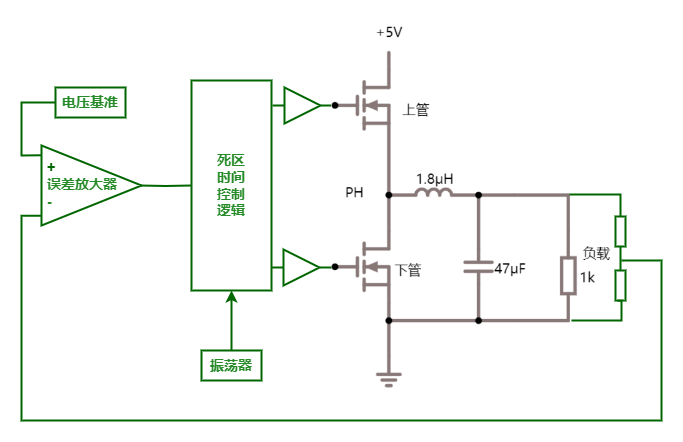 +5V
电压基准
上管
死区
时间
控制
逻辑
+
误差放大器
-
PH
1.8μH
下管
47μF
负载
1k
振荡器